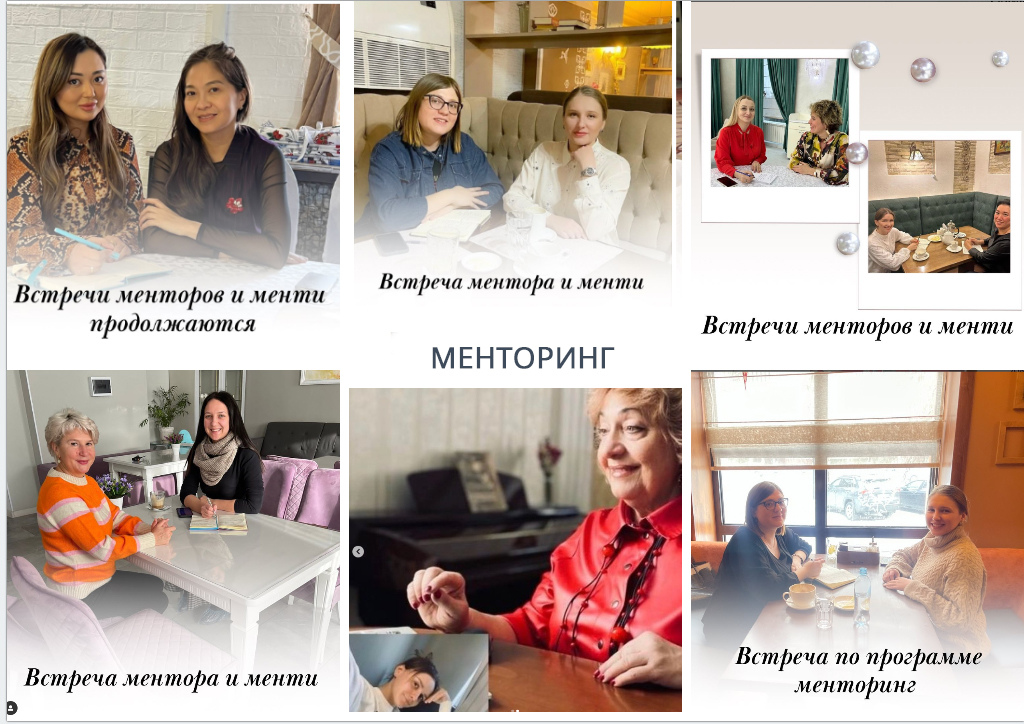 Встречи менторов и менти
продолжаются
Встреча ментора и менти
Встречи менторов и менти
МЕНТОРИНГ
Встреча ментора и менти
Встреча по программе
менторинг